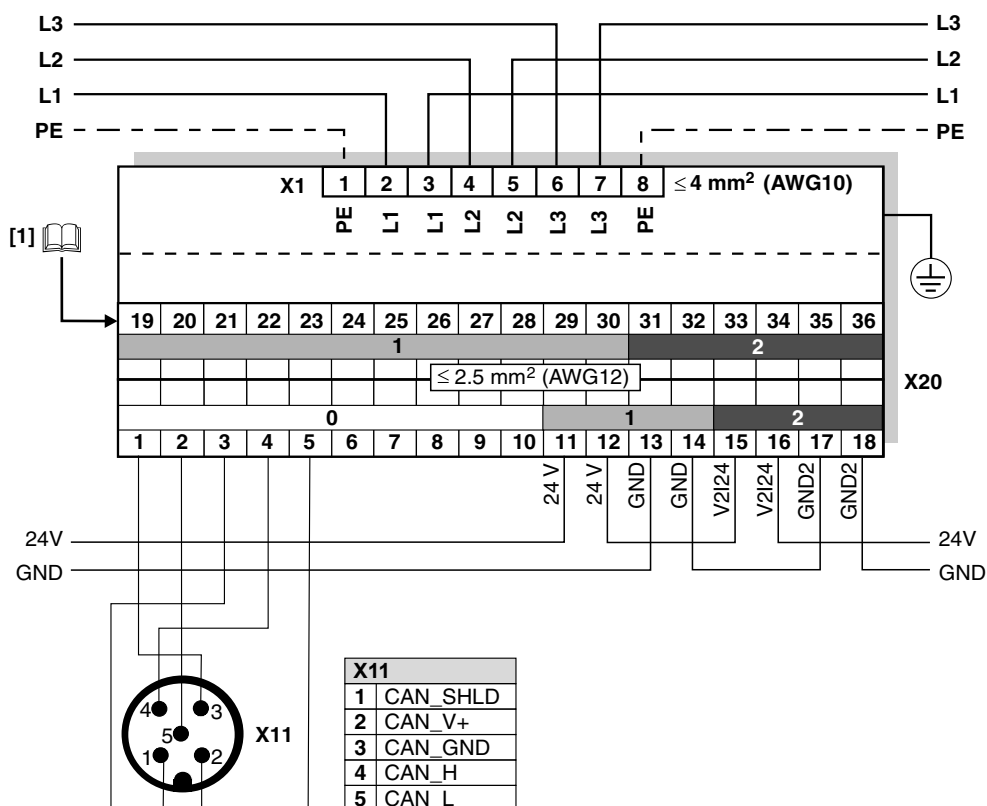 L3 L3
L2 L2
L1 L1
PE PE
X1 1 2 3 4 5 6 7 8 ≤ 4 mm² (AWG10)
PE L1 L1 L2 L2 L3 L3 PE
[1]
19 20 21 22 23 24 25 26 27 28 29 30 31 32 33 34 35 36
1 2
≤ 2.5 mm² (AWG12)
X20
0 1 2
1 2 3 4 5 6 7 8 9 10 11 12 13 14 15 16 17 18
24 V 24 V GND GND V2I24 V2I24 GND2 GND2
24V 24V
GND GND
X11
4 3
5
1 2
X11
1 CAN_SHLD
2 CAN_V+
3 CAN_GND
4 CAN_H
5 CAN_L